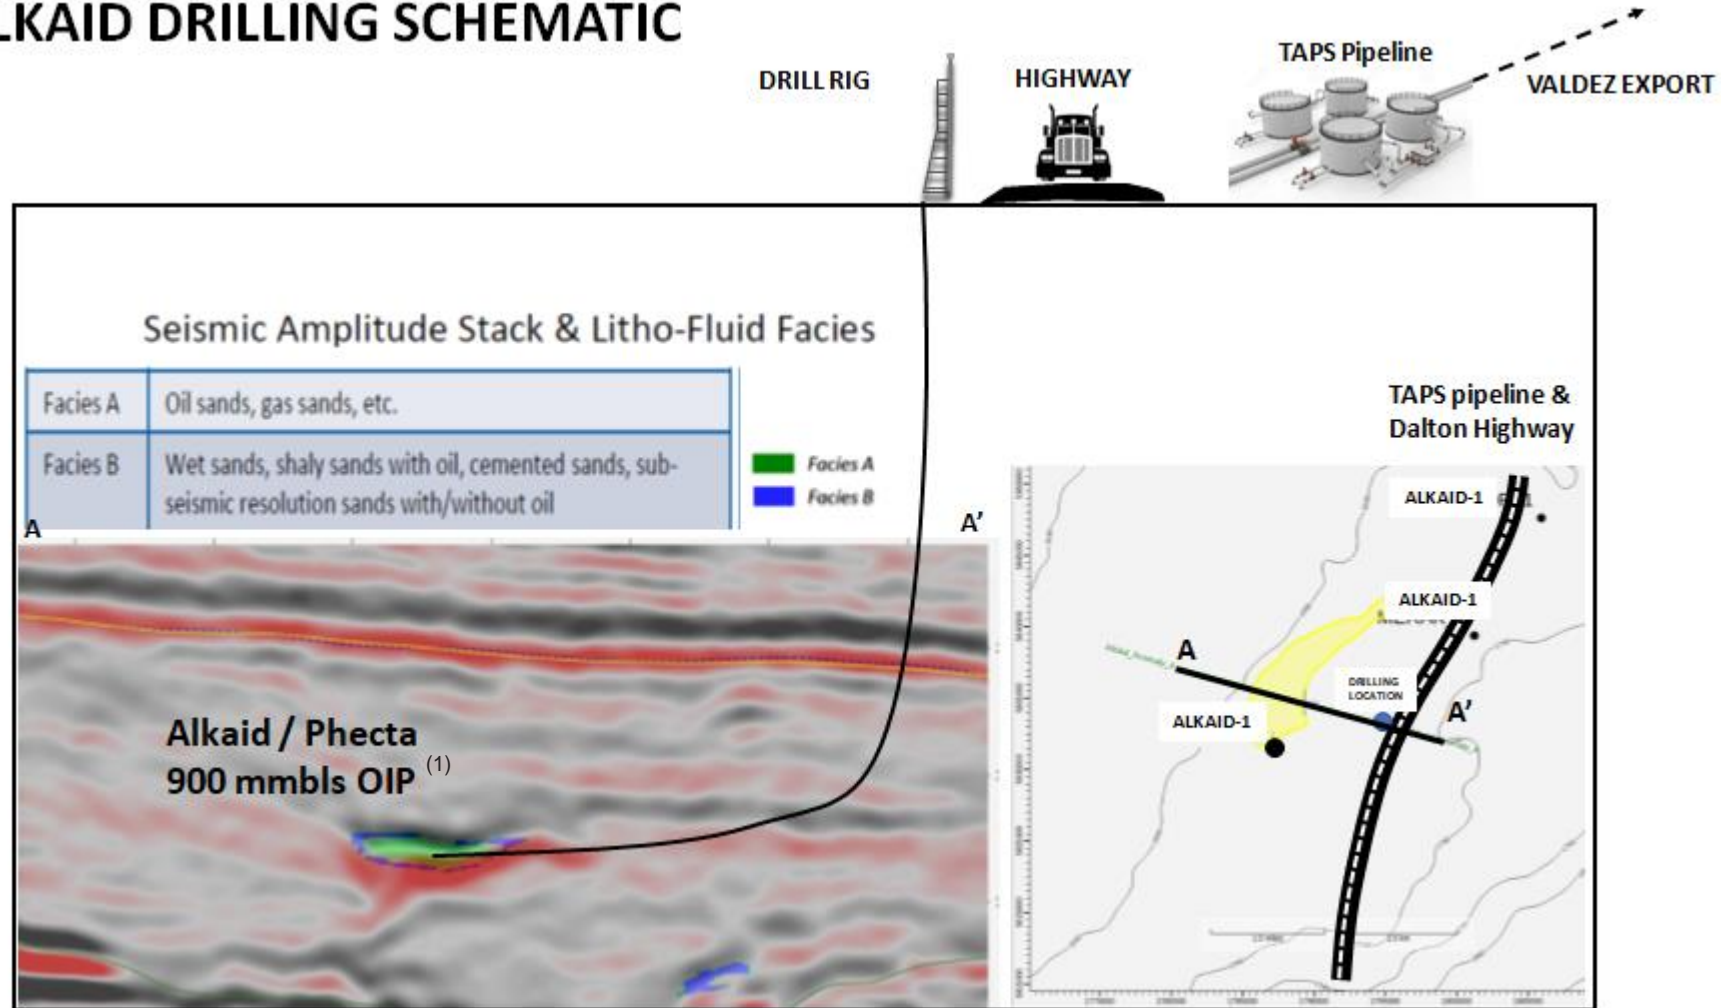 LKAID DRILLING SCHEMATIC
DRILL RIG
HIGHWAY
TAPS Pipeline
VALDEZ EXPORT
Seismic Amplitude Stack & Litho-Fluid Facies
Facies A
Oil sands, gas sands, etc.
Facies B
Wet sands, shaly sands with oil, cemented sands, sub-
seismic resolution sands with/without oil
Facies A
Facies B
A
A'
Alkaid / Phecta
900 mmbls OIP (1)
TAPS pipeline &
Dalton Highway
ALKAID-1
ALKAID-1
A
DRILLING
LOCATION
A'
ALKAID-1